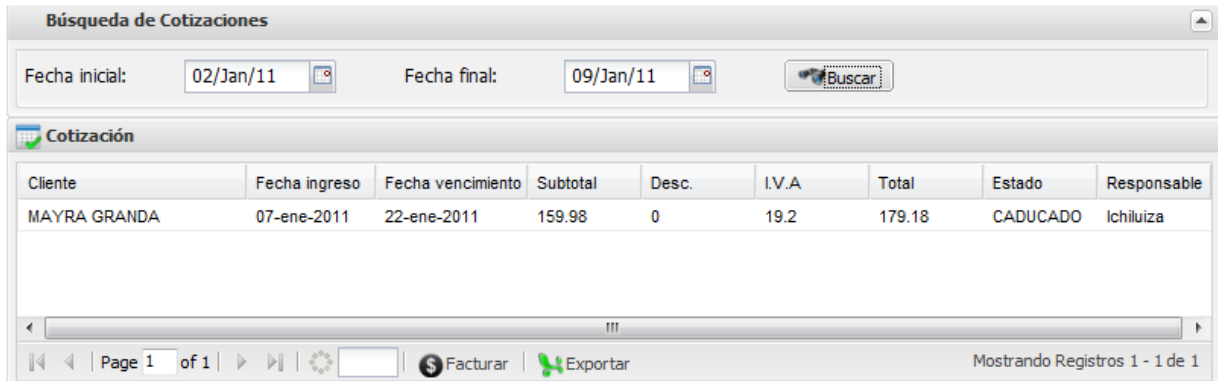 Búsqueda de Cotizaciones
Fecha inicial: 02/Jan/11 Fecha final: 09/Jan/11 Buscar
Cotización
Cliente Fecha ingreso Fecha vencimiento Subtotal Desc. I.V.A Total Estado Responsable
MAYRA GRANDA 07-ene-2011 22-ene-2011 159.98 0 19.2 179.18 CADUCADO lchiluiza
Page 1 of 1 Facturar Exportar Mostrando Registros 1 - 1 de 1